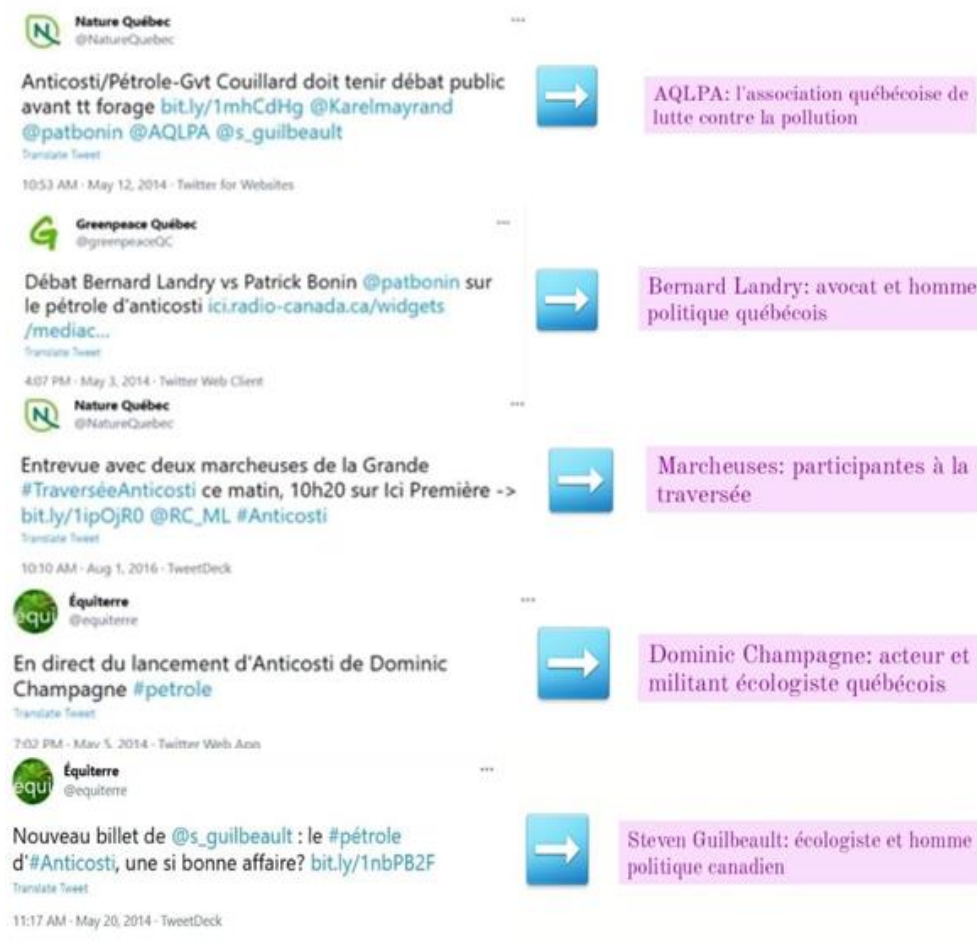 Nature Québec
@NatureQuebec
Anticosti/Pétrole-Gvt Couillard doit tenir débat public
avant tt forage bit.ly/1mhCdHg @Karelmayrand
@patbonin @AQLPA @s_guilbeault
Translate Tweet
10:53 AM · May 12, 2014 · Twitter for Websites
AQLPA: l'association québécoise de
lutte contre la pollution
Greenpeace Québec
@greenpeaceQC
Débat Bernard Landry vs Patrick Bonin @patbonin sur
le pétrole d'anticosti ici.radio-canada.ca/widgets
/mediac...
Translate Tweet
4:07 PM · May 3, 2014 · Twitter Web Client
Bernard Landry: avocat et homme
politique québécois
Nature Québec
@NatureQuebec
Entrevue avec deux marcheuses de la Grande
#TraverséeAnticosti ce matin, 10h20 sur Ici Première ->
bit.ly/1ipOjR0 @RC_ML #Anticosti
Translate Tweet
10:10 AM · Aug 1, 2016 · TweetDeck
Marcheuses: participantes à la
traversée
équi
Équiterre
@equiterre
En direct du lancement d'Anticosti de Dominic
Champagne #petrole
Translate Tweet
7:02 PM · May 5, 2014 · Twitter Web App
Dominic Champagne: acteur et
militant écologiste québécois
équi
Équiterre
@equiterre
Nouveau billet de @s_guilbeault : le #pétrole
d'#Anticosti, une si bonne affaire? bit.ly/1nbPB2F
Translate Tweet
11:17 AM · May 20, 2014 · TweetDeck
Steven Guilbeault: écologiste et homme
politique canadien